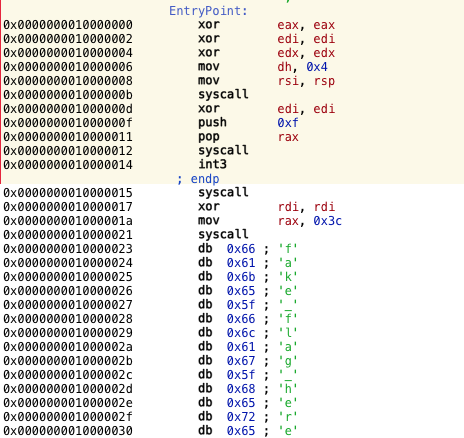 EntryPoint:
0x0000000010000000 xor eax, eax
0x0000000010000002 xor edi, edi
0x0000000010000004 xor edx, edx
0x0000000010000006 mov dh, 0x4
0x0000000010000008 mov rsi, rsp
0x000000001000000b syscall
0x000000001000000d xor edi, edi
0x000000001000000f push 0xf
0x0000000010000011 pop rax
0x0000000010000012 syscall
0x0000000010000014 int3
; endp
0x0000000010000015 syscall
0x0000000010000017 xor rdi, rdi
0x000000001000001a mov rax, 0x3c
0x0000000010000021 syscall
0x0000000010000023 db 0x66 ; 'f'
0x0000000010000024 db 0x61 ; 'a'
0x0000000010000025 db 0x6b ; 'k'
0x0000000010000026 db 0x65 ; 'e'
0x0000000010000027 db 0x5f ; '_'
0x0000000010000028 db 0x66 ; 'f'
0x0000000010000029 db 0x6c ; 'l'
0x000000001000002a db 0x61 ; 'a'
0x000000001000002b db 0x67 ; 'g'
0x000000001000002c db 0x5f ; '_'
0x000000001000002d db 0x68 ; 'h'
0x000000001000002e db 0x65 ; 'e'
0x000000001000002f db 0x72 ; 'r'
0x0000000010000030 db 0x65 ; 'e'